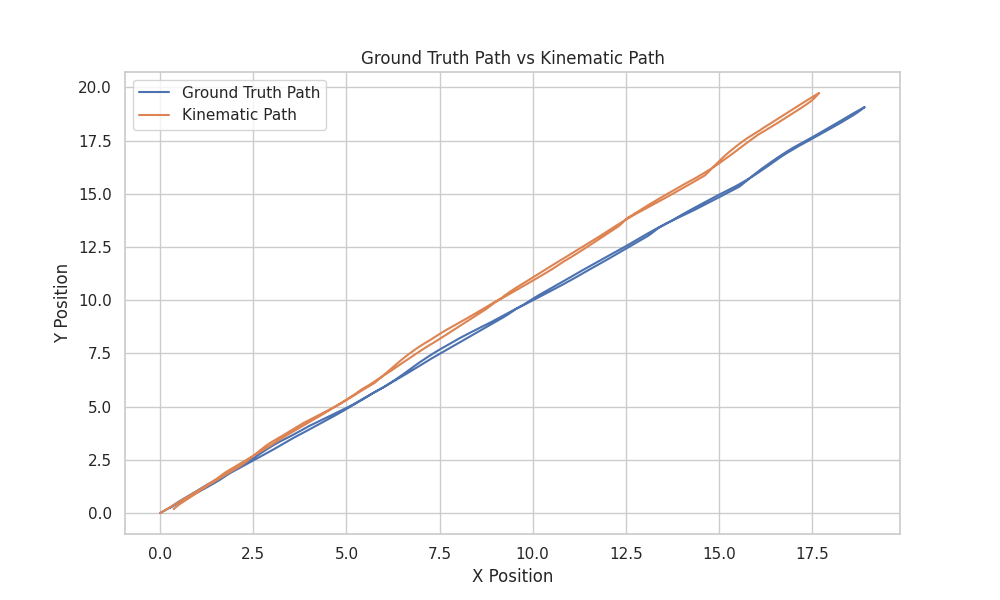 Ground Truth Path vs Kinematic Path
Ground Truth Path
Kinematic Path
Y Position
20.0
17.5
15.0
12.5
10.0
7.5
5.0
2.5
0.0
0.0 2.5 5.0 7.5 10.0 12.5 15.0 17.5
X Position